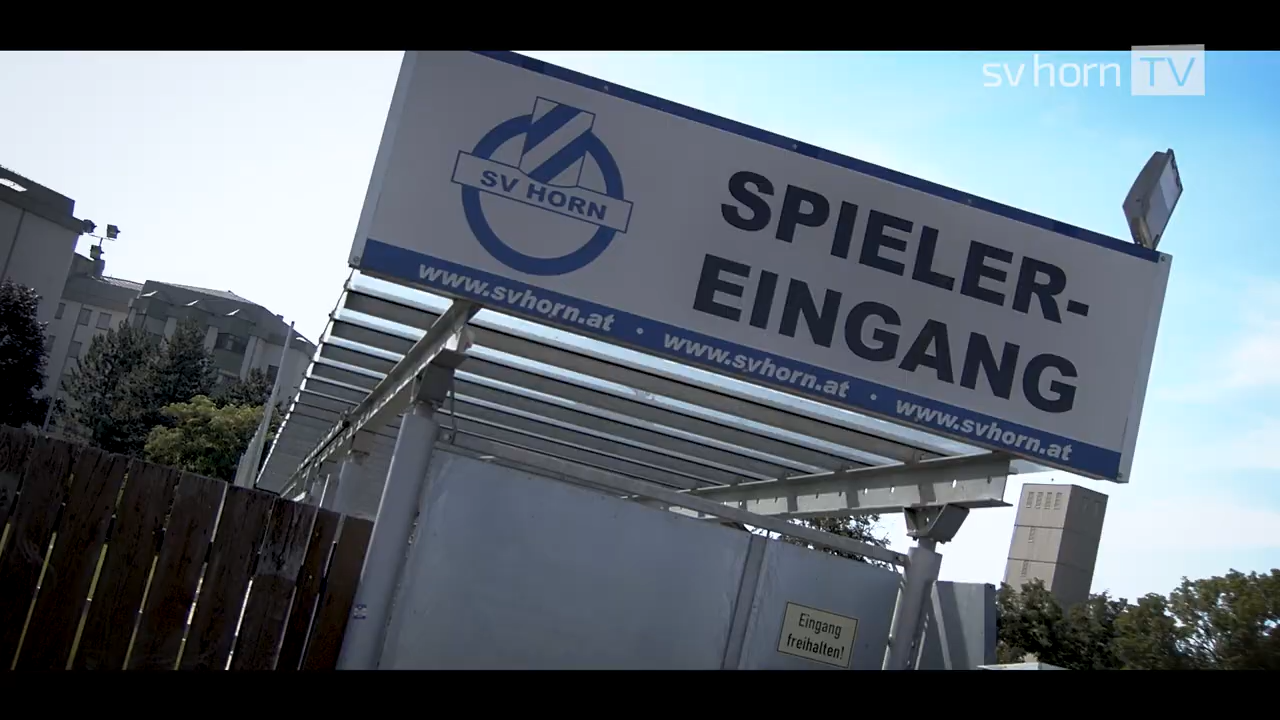 sv horn TV
SV HORN
SPIELER-
EINGANG
www.svhorn.at • www.svhorn.at • www.svhorn.at
Eingang
freihalten!